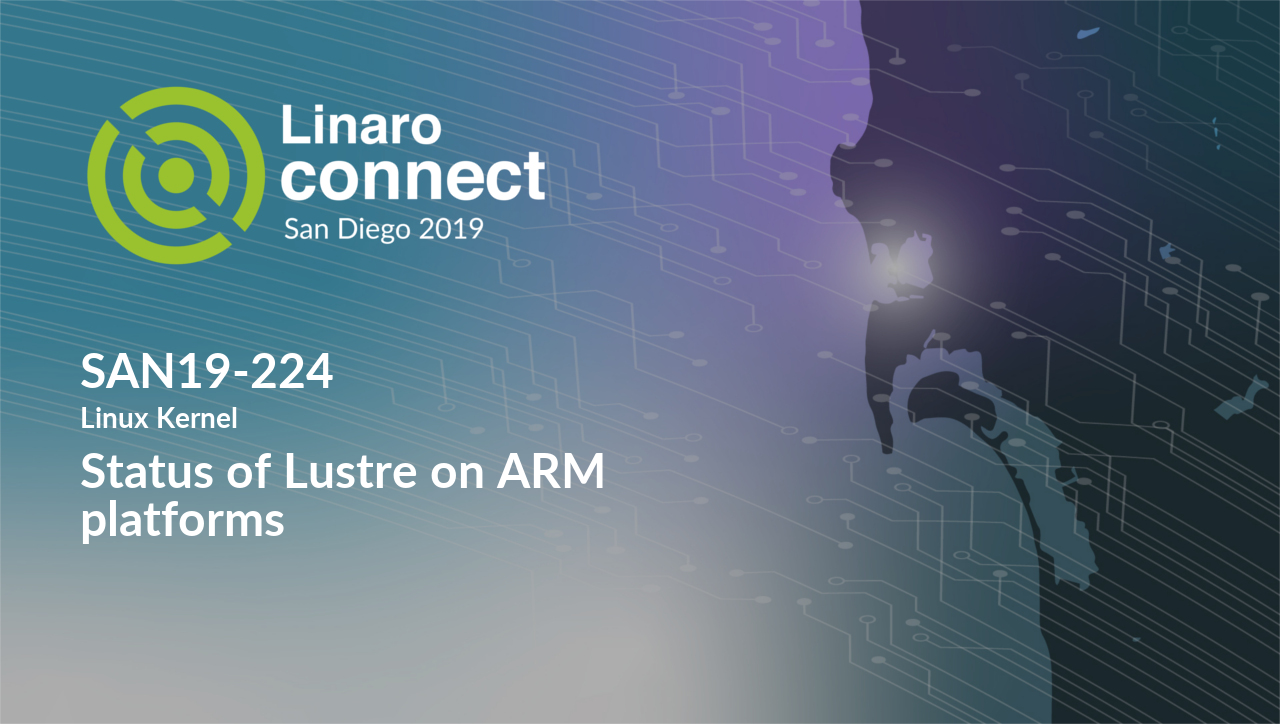 Linaro
connect
San Diego 2019
SAN19-224
Linux Kernel
Status of Lustre on ARM
platforms